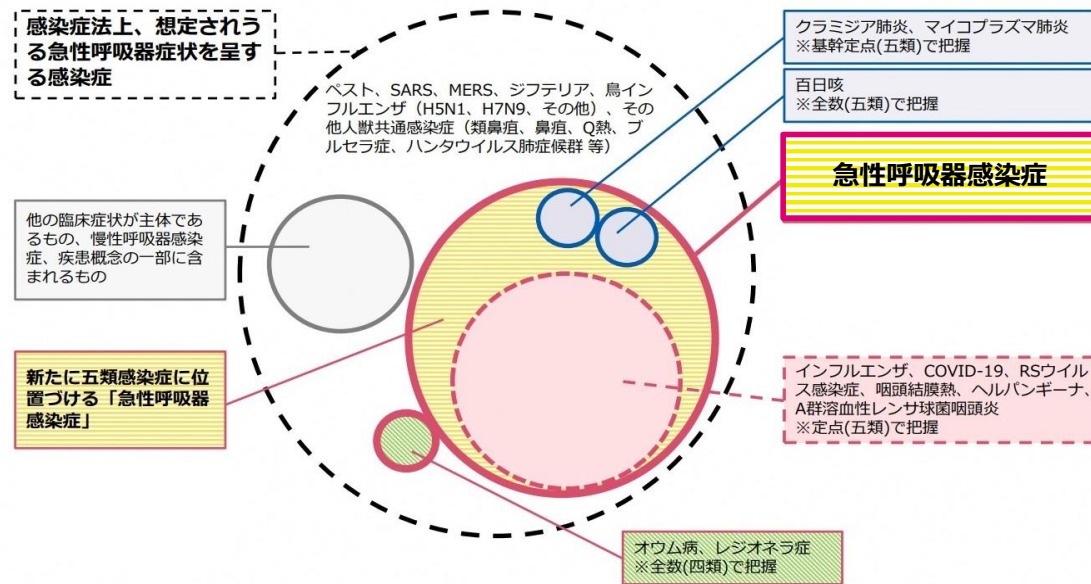 感染症法上、想定されう
る急性呼吸器症状を呈す
る感染症
クラミジア肺炎、マイコプラズマ肺炎
※基幹定点(五類)で把握
百日咳
※全数(五類)で把握
ペスト、SARS、MERS、ジフテリア、鳥イン
フルエンザ（H5N1、H7N9、その他）、その
他人獣共通感染症（類鼻疽、鼻疽、Q熱、ブ
ルセラ症、ハンタウイルス肺症候群 等）
急性呼吸器感染症
他の臨床症状が主体であ
るもの、慢性呼吸器感染
症、疾患概念の一部に含
まれるもの
新たに五類感染症に位
置づける「急性呼吸器
感染症」
インフルエンザ、COVID-19、RSウイル
ス感染症、咽頭結膜熱、ヘルパンギーナ、
A群溶血性レンサ球菌咽頭炎
※定点(五類)で把握
オウム病、レジオネラ症
※全数(四類)で把握